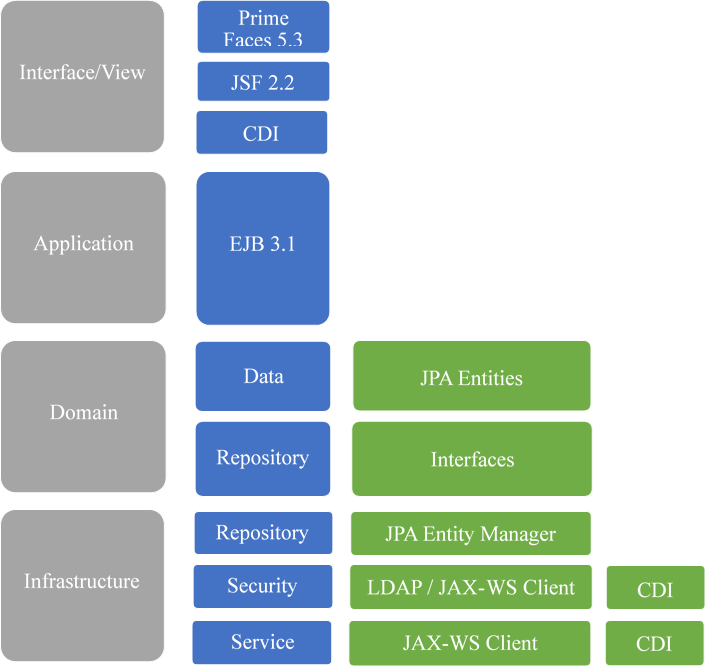 Prime
Faces 5.3
Interface/View
JSF 2.2
CDI
Application
EJB 3.1
Domain
Data
JPA Entities
Repository
Interfaces
Infrastructure
Repository
JPA Entity Manager
Security
LDAP / JAX-WS Client
CDI
Service
JAX-WS Client
CDI